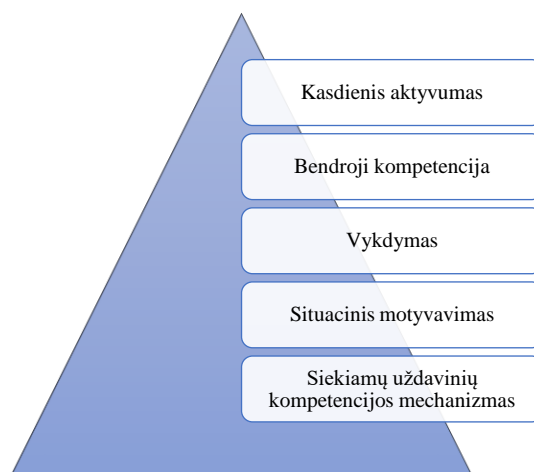 Kasdienis aktyvumas
Bendroji kompetencija
Vykdymas
Situacinis motyvavimas
Siekiamų uždavinių
kompetencijos mechanizmas